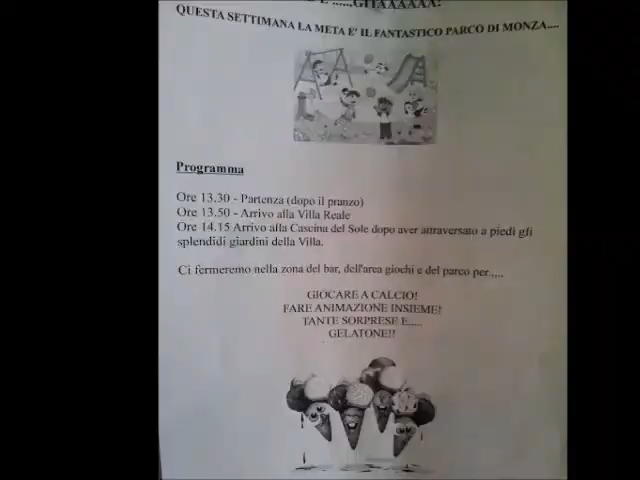 E' .....GITAAAAAA!
QUESTA SETTIMANA LA META E' IL FANTASTICO PARCO DI MONZA....
Programma
Ore 13.30 - Partenza (dopo il pranzo)
Ore 13.50 - Arrivo alla Villa Reale
Ore 14.15 Arrivo alla Cascina del Sole dopo aver attraversato a piedi gli
splendidi giardini della Villa.
Ci fermeremo nella zona del bar, dell'area giochi e del parco per.....
GIOCARE A CALCIO!
FARE ANIMAZIONE INSIEME!
TANTE SORPRESE E.....
GELATONE!!